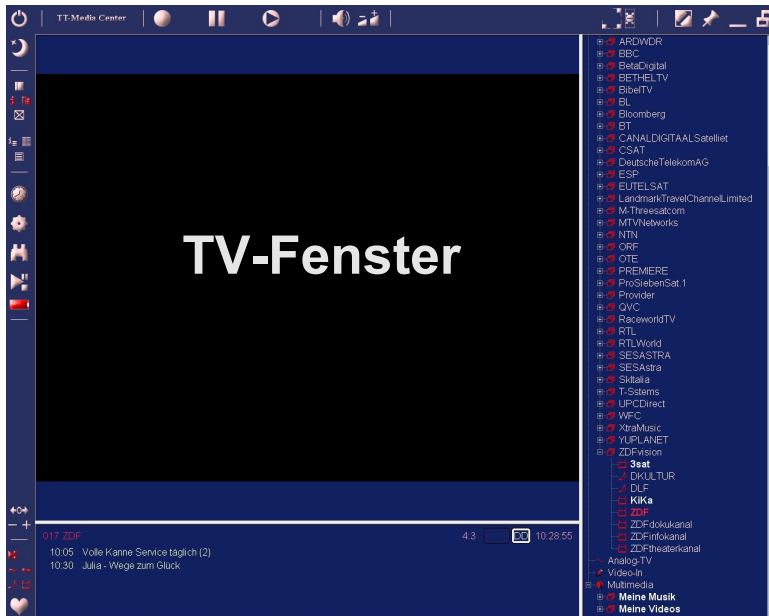 TT-Media Center
TV-Fenster
017 ZDF
4:3 DD 10:28:55
10:05 Volle Kanne Service täglich (2)
10:30 Julia - Wege zum Glück
ARDWDR
BBC
BetaDigital
BETHELTV
BibelTV
BL
Bloomberg
BT
CANALDIGITAALSatelliet
CSAT
DeutscheTelekomAG
ESP
EUTELSAT
LandmarkTravelChannelLimited
M-Threesatcom
MTVNetworks
NTN
ORF
OTE
PREMIERE
ProSiebenSat.1
Provider
QVC
RaceworldTV
RTL
RTLWorld
SESASTRA
SESAstra
SkItalia
T-Sstems
UPCDirect
WFC
XtraMusic
YUPLANET
ZDFvision
3sat
DKULTUR
DLF
KiKa
ZDF
ZDFdokukanal
ZDFinfokanal
ZDFtheaterkanal
Analog-TV
Video-In
Multimedia
Meine Musik
Meine Videos